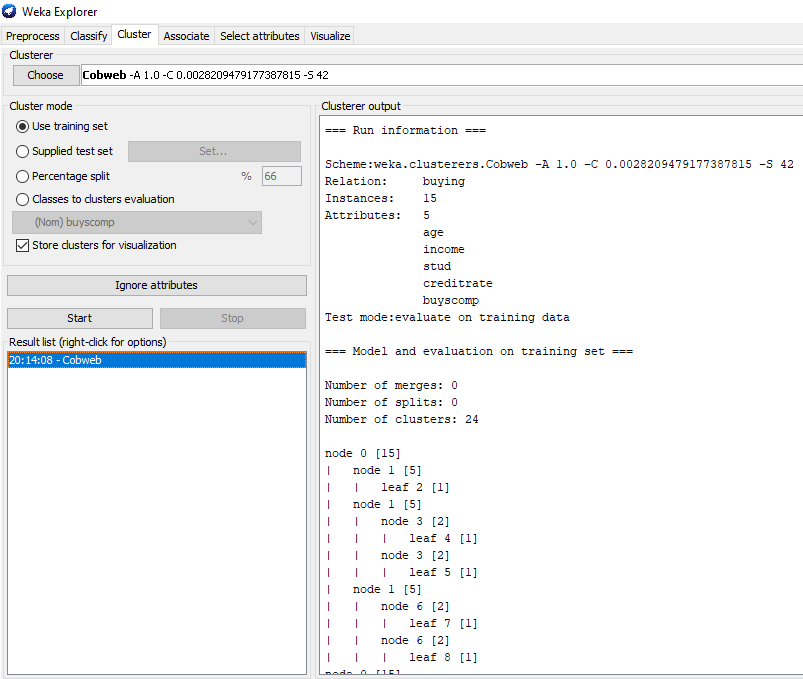 Weka Explorer
Preprocess Classify Cluster Associate Select attributes Visualize
Clusterer
Choose Cobweb -A 1.0 -C 0.0028209479177387815 -S 42
Cluster mode
Use training set
Supplied test set Set...
Percentage split % 66
Classes to clusters evaluation
(Nom) buyscomp
Store clusters for visualization
Ignore attributes
Start Stop
Result list (right-click for options)
20:14:08 - Cobweb
Clusterer output
=== Run information ===
Scheme:weka.clusterers.Cobweb -A 1.0 -C 0.0028209479177387815 -S 42
Relation: buying
Instances: 15
Attributes: 5
age
income
stud
creditrate
buyscomp
Test mode:evaluate on training data
=== Model and evaluation on training set ===
Number of merges: 0
Number of splits: 0
Number of clusters: 24
node 0 [15]
| node 1 [5]
| | leaf 2 [1]
| node 1 [5]
| | node 3 [2]
| | | leaf 4 [1]
| | node 3 [2]
| | | leaf 5 [1]
| node 1 [5]
| | node 6 [2]
| | | leaf 7 [1]
| | node 6 [2]
| | | leaf 8 [1]
node 0 [15]